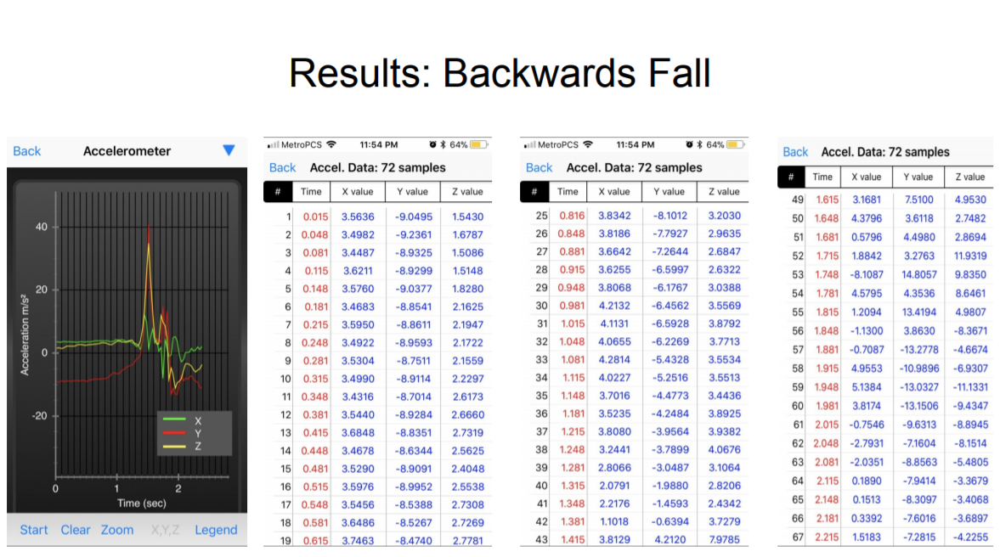 Results: Backwards Fall
Back Accelerometer
Acceleration m/s²
40
20
0
-20
0 1 2
Time (sec)
X
Y
Z
Start Clear Zoom X,Y,Z Legend
MetroPCS 11:54 PM 64%
Back Accel. Data: 72 samples
# Time X value Y value Z value
1 0.015 3.5636 -9.0495 1.5430
2 0.048 3.4982 -9.2361 1.6787
3 0.081 3.4487 -8.9325 1.5086
4 0.115 3.6211 -8.9299 1.5148
5 0.148 3.5760 -9.0377 1.8280
6 0.181 3.4683 -8.8541 2.1625
7 0.215 3.5950 -8.8611 2.1947
8 0.248 3.4922 -8.9593 2.1722
9 0.281 3.5304 -8.7511 2.1559
10 0.315 3.4990 -8.9114 2.2297
11 0.348 3.4316 -8.7014 2.6173
12 0.381 3.5440 -8.9284 2.6660
13 0.415 3.6848 -8.8351 2.7319
14 0.448 3.4678 -8.6344 2.5625
15 0.481 3.5290 -8.9091 2.4048
16 0.515 3.5976 -8.9952 2.5538
17 0.548 3.5456 -8.5388 2.7308
18 0.581 3.6486 -8.5267 2.7269
19 0.615 3.7463 -8.4740 2.7781
MetroPCS 11:54 PM 64%
Back Accel. Data: 72 samples
# Time X value Y value Z value
25 0.816 3.8342 -8.1012 3.2030
26 0.848 3.8186 -7.7927 2.9635
27 0.881 3.6642 -7.2644 2.6847
28 0.915 3.6255 -6.5997 2.6322
29 0.948 3.8068 -6.1767 3.0388
30 0.981 4.2132 -6.4562 3.5569
31 1.015 4.1131 -6.5928 3.8792
32 1.048 4.0655 -6.2269 3.7713
33 1.081 4.2814 -5.4328 3.5534
34 1.115 4.0227 -5.2516 3.5513
35 1.148 3.7016 -4.4773 3.4436
36 1.181 3.5235 -4.2484 3.8925
37 1.215 3.8080 -3.9564 3.9382
38 1.248 3.2441 -3.7899 4.0676
39 1.281 2.8066 -3.0487 3.1064
40 1.315 2.0791 -1.9880 2.8206
41 1.348 2.2176 -1.4593 2.4342
42 1.381 1.1018 -0.6394 3.7279
43 1.415 3.8129 4.2120 7.9785
Back Accel. Data: 72 samples
# Time X value Y value Z value
49 1.615 3.1681 7.5100 4.9530
50 1.648 4.3796 3.6118 2.7482
51 1.681 0.5796 4.4980 2.8694
52 1.715 1.8842 3.2763 11.9319
53 1.748 -8.1087 14.8057 9.8350
54 1.781 4.5795 4.3536 8.6461
55 1.815 1.2094 13.4194 4.9807
56 1.848 -1.1300 3.8630 -8.3671
57 1.881 -0.7087 -13.2778 -4.6674
58 1.915 4.9553 -10.9896 -6.9307
59 1.948 5.1384 -13.0327 -11.1331
60 1.981 3.8174 -13.1506 -9.4347
61 2.015 -0.7546 -9.6313 -8.8945
62 2.048 -2.7931 -7.1604 -8.1514
63 2.081 -2.0351 -8.8563 -5.4805
64 2.115 0.1890 -7.9414 -3.3679
65 2.148 0.1513 -8.3097 -3.4068
66 2.181 0.3392 -7.6016 -3.6897
67 2.215 1.5183 -7.2815 -4.2255